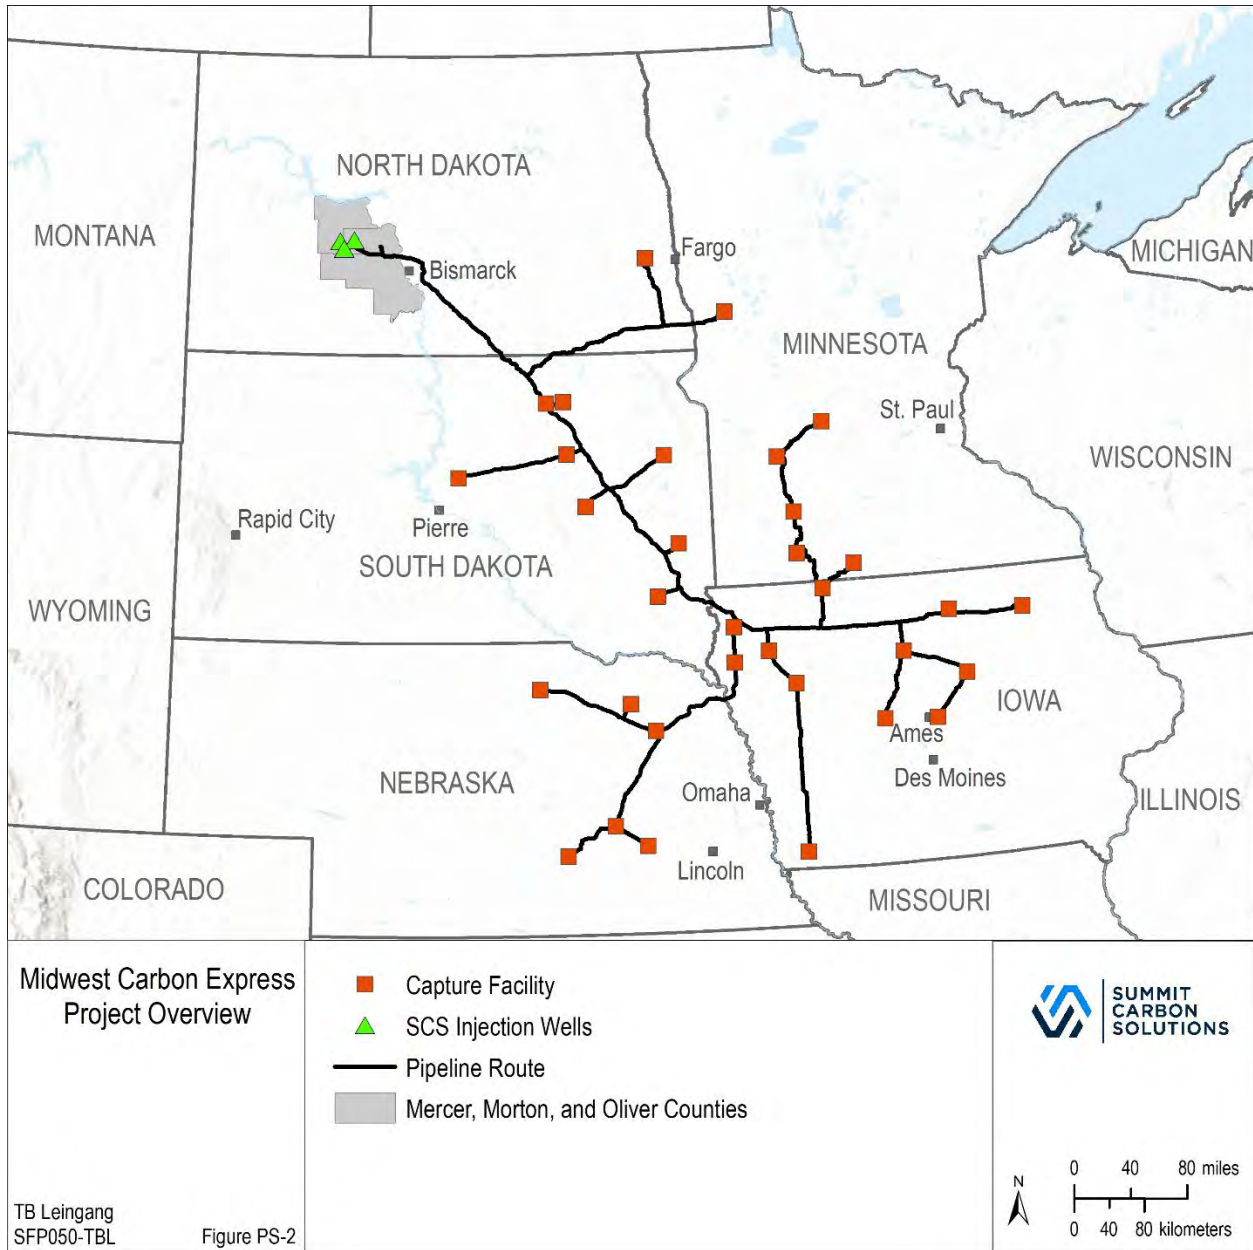 NORTH DAKOTA
MONTANA
Fargo
MICHIGAN
Bismarck
MINNESOTA
St. Paul
WISCONSIN
Rapid City
Pierre
SOUTH DAKOTA
WYOMING
IOWA
Ames
Des Moines
NEBRASKA
Omaha
ILLINOIS
Lincoln
COLORADO
MISSOURI
Midwest Carbon Express
Project Overview
TB Leingang
SFP050-TBL
Figure PS-2
Capture Facility
SCS Injection Wells
Pipeline Route
Mercer, Morton, and Oliver Counties
SUMMIT
CARBON
SOLUTIONS
N
0 40 80 miles
0 40 80 kilometers